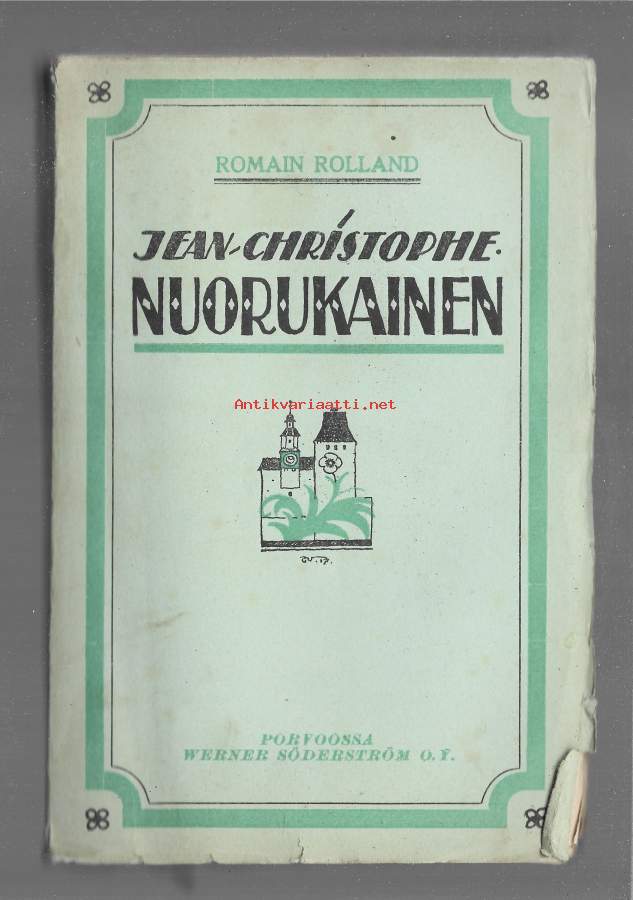 ROMAIN ROLLAND
JEAN-CHRISTOPHE.
NUORUKAINEN
Antikvariaatti.net
PORVOOSSA
WERNER SÖDERSTRÖM O.Y.